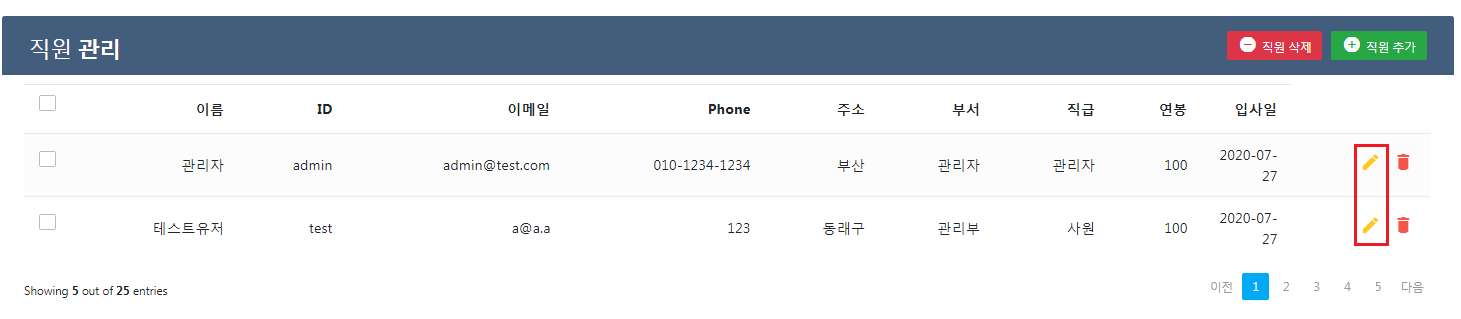 직원 관리
직원 삭제
직원 추가
이름 ID 이메일 Phone 주소 부서 직급 연봉 입사일
관리자 admin admin@test.com 010-1234-1234 부산 관리자 관리자 100 2020-07-
27
테스트유저 test a@a.a 123 동래구 관리부 사원 100 2020-07-
27
Showing 5 out of 25 entries
이전 1 2 3 4 5 다음